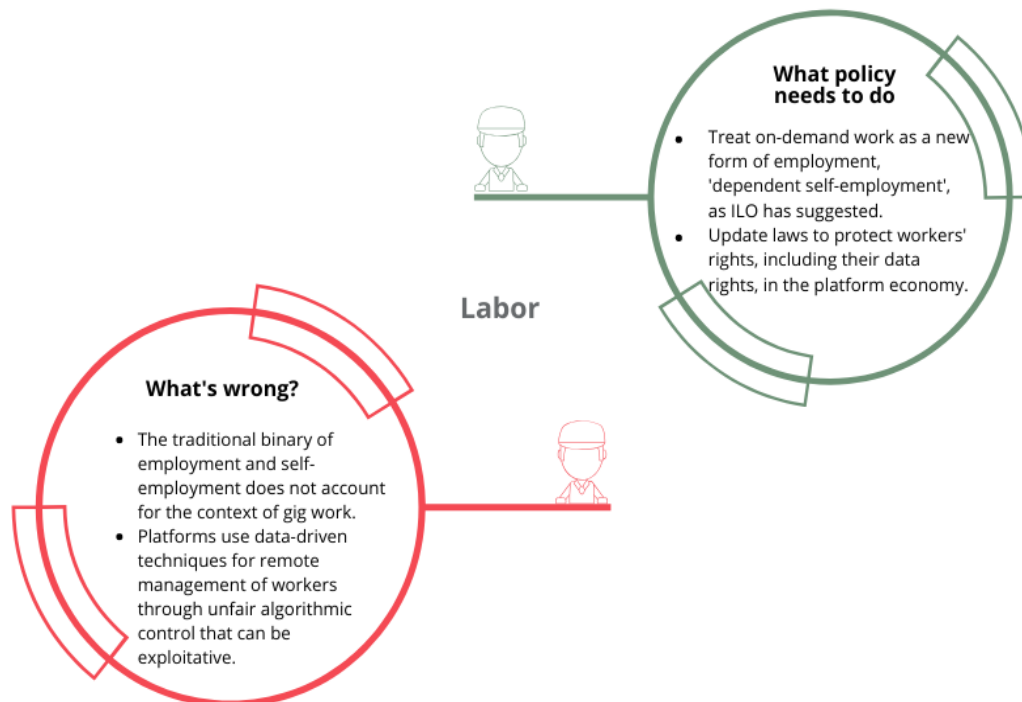 What policy
needs to do
• Treat on-demand work as a new
form of employment,
'dependent self-employment',
as ILO has suggested.
• Update laws to protect workers'
rights, including their data
rights, in the platform economy.
Labor
What's wrong?
• The traditional binary of
employment and self-
employment does not account
for the context of gig work.
• Platforms use data-driven
techniques for remote
management of workers
through unfair algorithmic
control that can be
exploitative.